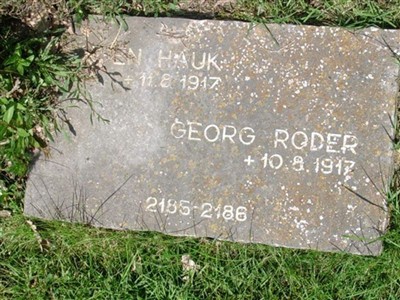 HAUK
+ 11.8.1917
GEORG RODER
+ 10.8.1917
2185-2186